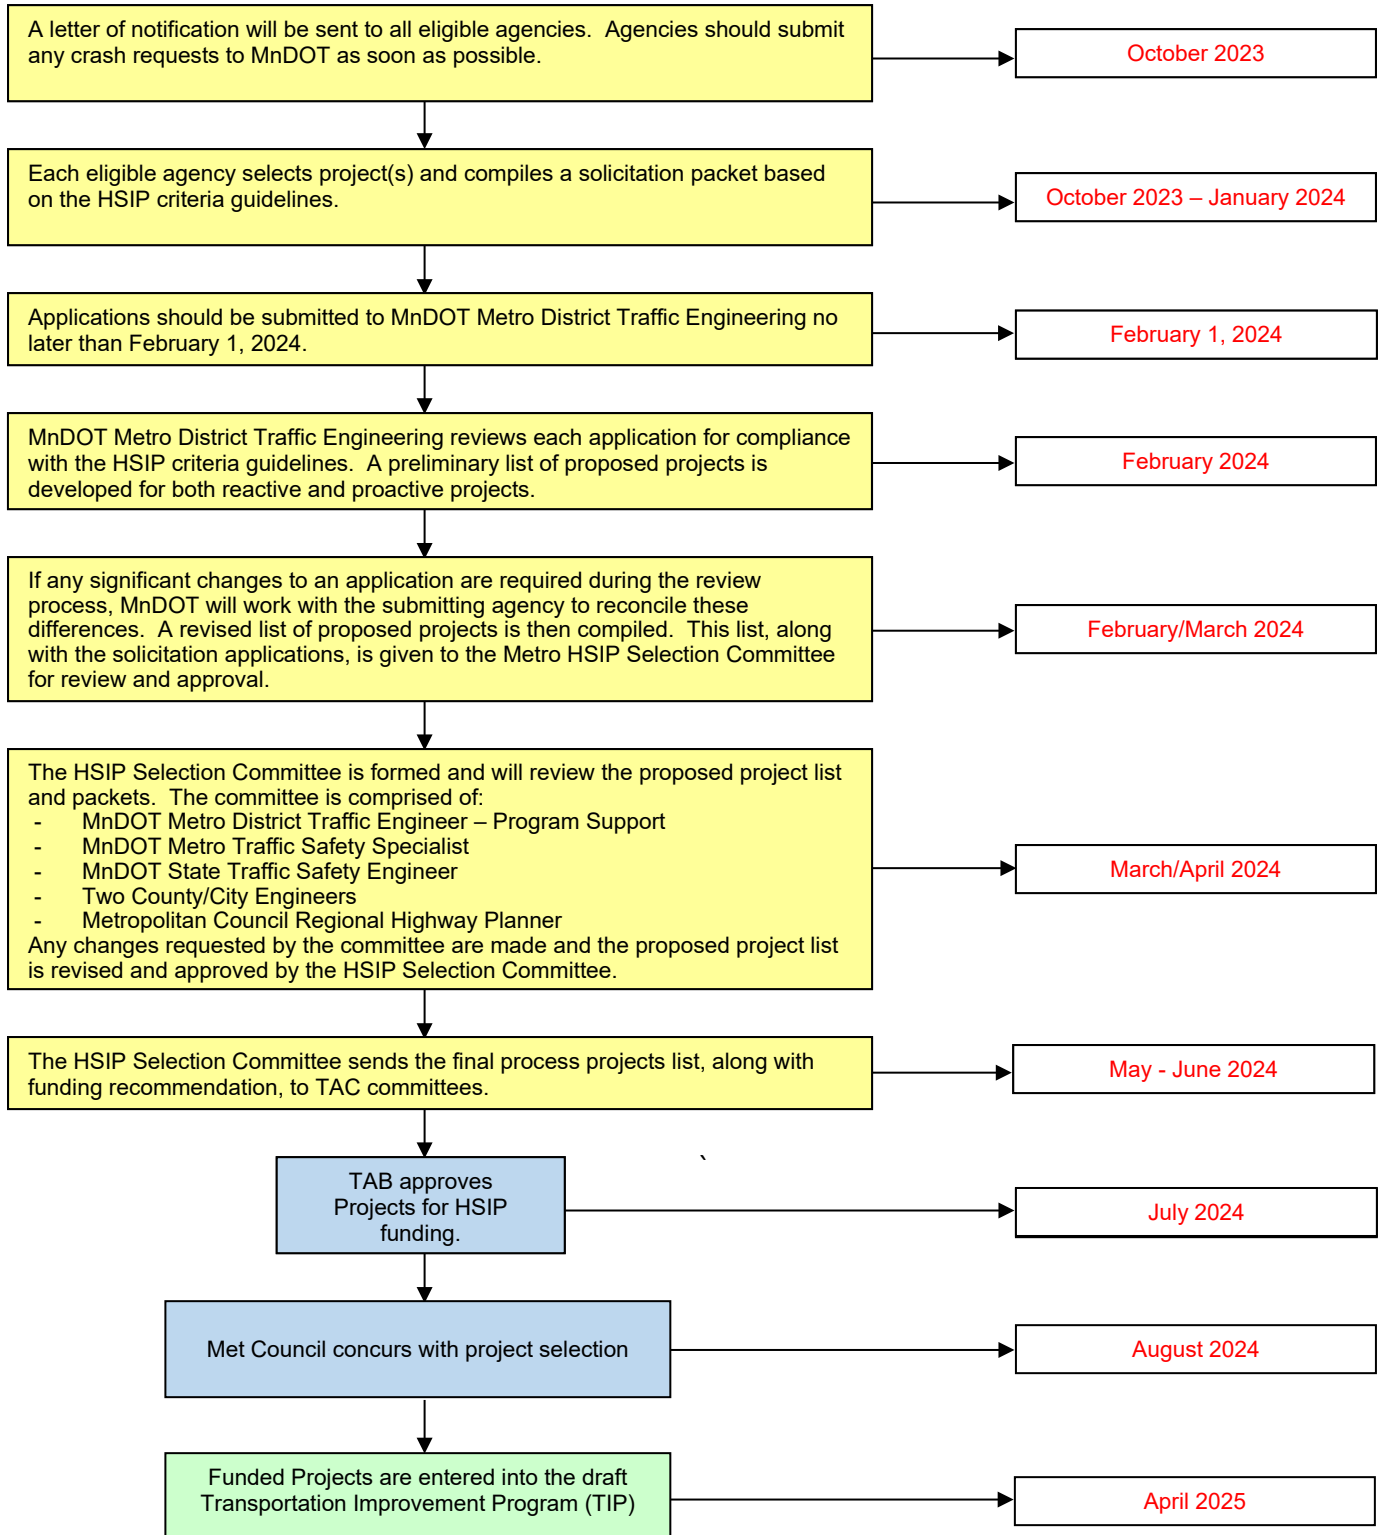 A letter of notification will be sent to all eligible agencies.  Agencies should submit
any crash requests to MnDOT as soon as possible.
October 2023
Each eligible agency selects project(s) and compiles a solicitation packet based
on the HSIP criteria guidelines.
October 2023 – January 2024
Applications should be submitted to MnDOT Metro District Traffic Engineering no
later than February 1, 2024.
February 1, 2024
MnDOT Metro District Traffic Engineering reviews each application for compliance
with the HSIP criteria guidelines.  A preliminary list of proposed projects is
developed for both reactive and proactive projects.
February 2024
If any significant changes to an application are required during the review
process, MnDOT will work with the submitting agency to reconcile these
differences.  A revised list of proposed projects is then compiled.  This list, along
with the solicitation applications, is given to the Metro HSIP Selection Committee
for review and approval.
February/March 2024
The HSIP Selection Committee is formed and will review the proposed project list
and packets.  The committee is comprised of:
- MnDOT Metro District Traffic Engineer – Program Support
- MnDOT Metro Traffic Safety Specialist
- MnDOT State Traffic Safety Engineer
- Two County/City Engineers
- Metropolitan Council Regional Highway Planner
Any changes requested by the committee are made and the proposed project list
is revised and approved by the HSIP Selection Committee.
March/April 2024
The HSIP Selection Committee sends the final process projects list, along with
funding recommendation, to TAC committees.
May - June 2024
`
TAB approves
Projects for HSIP
funding.
July 2024
Met Council concurs with project selection
August 2024
Funded Projects are entered into the draft
Transportation Improvement Program (TIP)
April 2025